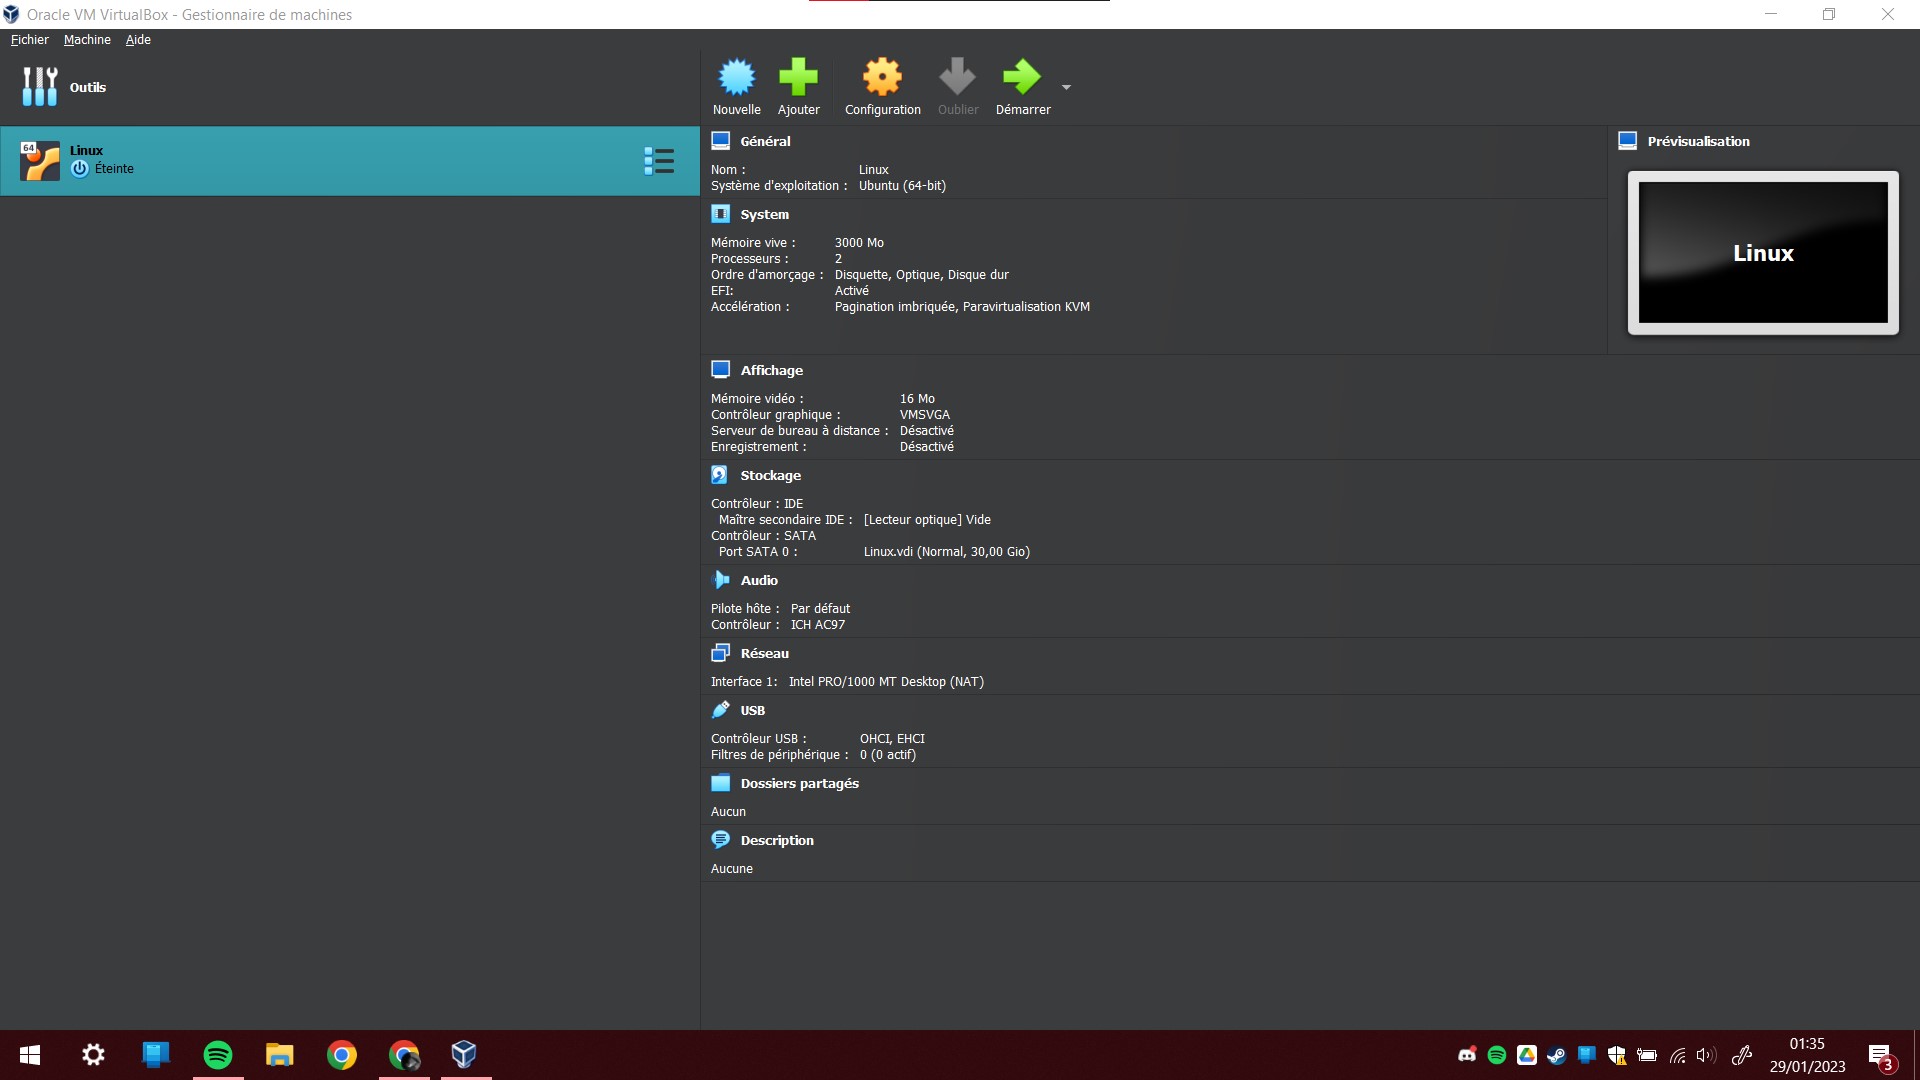 Oracle VM VirtualBox - Gestionnaire de machines
Fichier Machine Aide
Outils
Nouvelle Ajouter Configuration Oublier Démarrer
64
Linux
Éteinte
Général
Nom : Linux
Système d'exploitation : Ubuntu (64-bit)
System
Mémoire vive : 3000 Mo
Processeurs : 2
Ordre d'amorçage : Disquette, Optique, Disque dur
EFI: Activé
Accélération : Pagination imbriquée, Paravirtualisation KVM
Prévisualisation
Linux
Affichage
Mémoire vidéo : 16 Mo
Contrôleur graphique : VMSVGA
Serveur de bureau à distance : Désactivé
Enregistrement : Désactivé
Stockage
Contrôleur : IDE
Maître secondaire IDE : [Lecteur optique] Vide
Contrôleur : SATA
Port SATA 0 : Linux.vdi (Normal, 30,00 Gio)
Audio
Pilote hôte : Par défaut
Contrôleur : ICH AC97
Réseau
Interface 1: Intel PRO/1000 MT Desktop (NAT)
USB
Contrôleur USB : OHCI, EHCI
Filtres de périphérique : 0 (0 actif)
Dossiers partagés
Aucun
Description
Aucune
01:35
29/01/2023
3